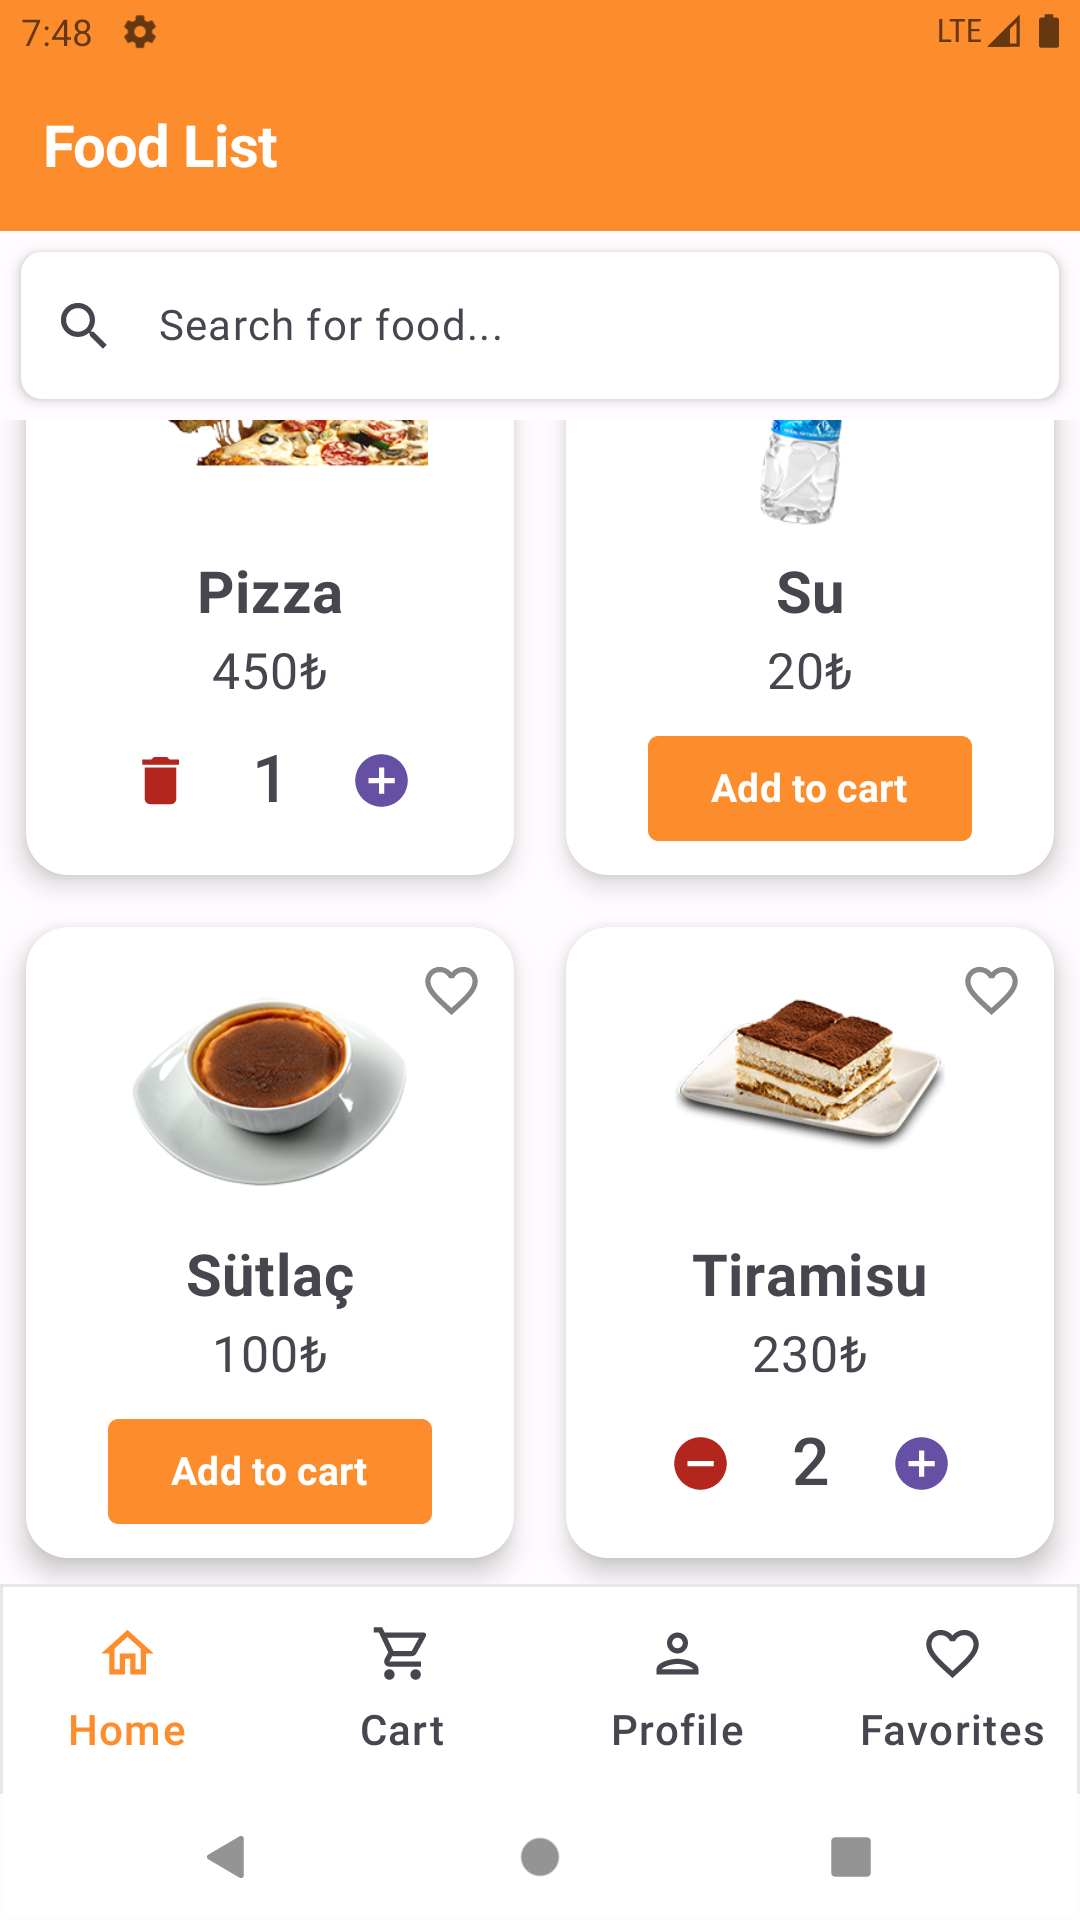 7:48
LTE
Food List
Search for food...
Pizza
Su
450₺
20₺
1
Add to cart
Sütlaç
Tiramisu
100₺
230₺
Add to cart
2
Home
Cart
Profile
Favorites